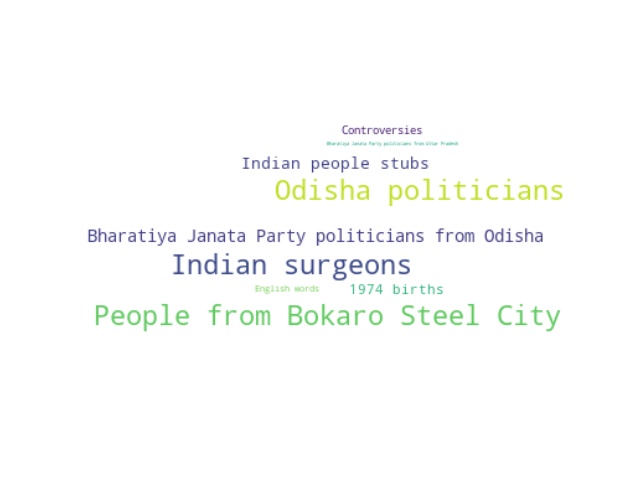 Controversies
Bharatiya Janata Party politicians from Uttar Pradesh
Indian people stubs
Odisha politicians
Bharatiya Janata Party politicians from Odisha
Indian surgeons
English words
1974 births
People from Bokaro Steel City